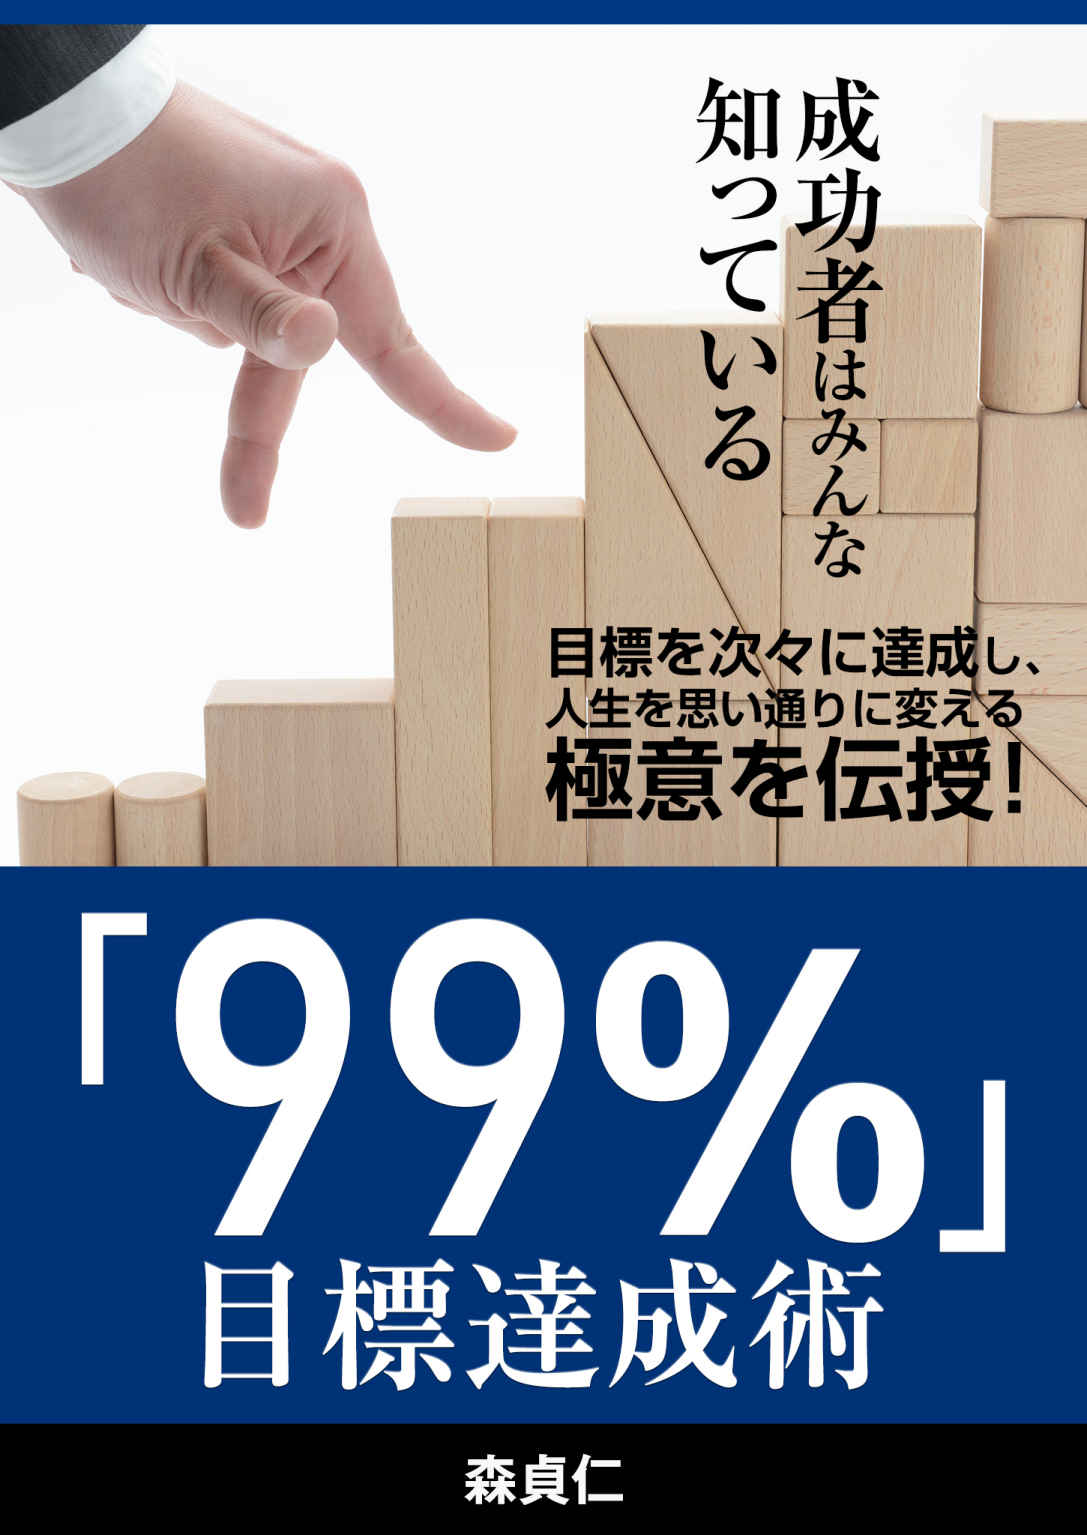 成功者はみんな
知っている
目標を次々に達成し、
人生を思い通りに変える
極意を伝授!
「99%」
目標達成術
森貞仁